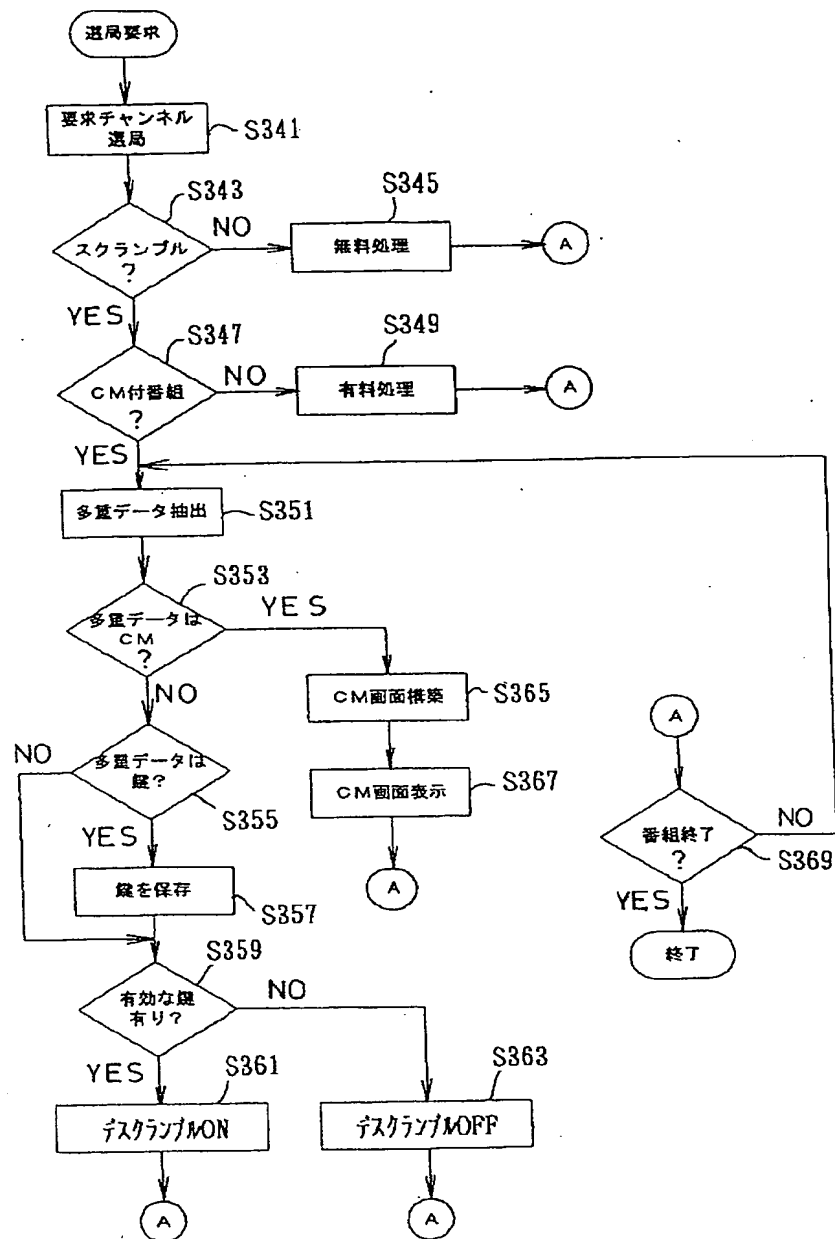 選局要求
要求チャンネル
選局
S341
S343
スクランブル
?
NO
S345
無料処理
A
YES
S347
CM付番組
?
NO
S349
有料処理
A
YES
多重データ抽出
S351
S353
多重データは
CM
?
YES
NO
CM画面構築
S365
NO
多重データは
鍵?
S355
CM画面表示
S367
A
YES
鍵を保存
S357
A
番組終了
?
NO
S369
YES
終了
S359
有効な鍵
有り?
NO
YES
S361
デスクランブルON
S363
デスクランブルOFF
A
A